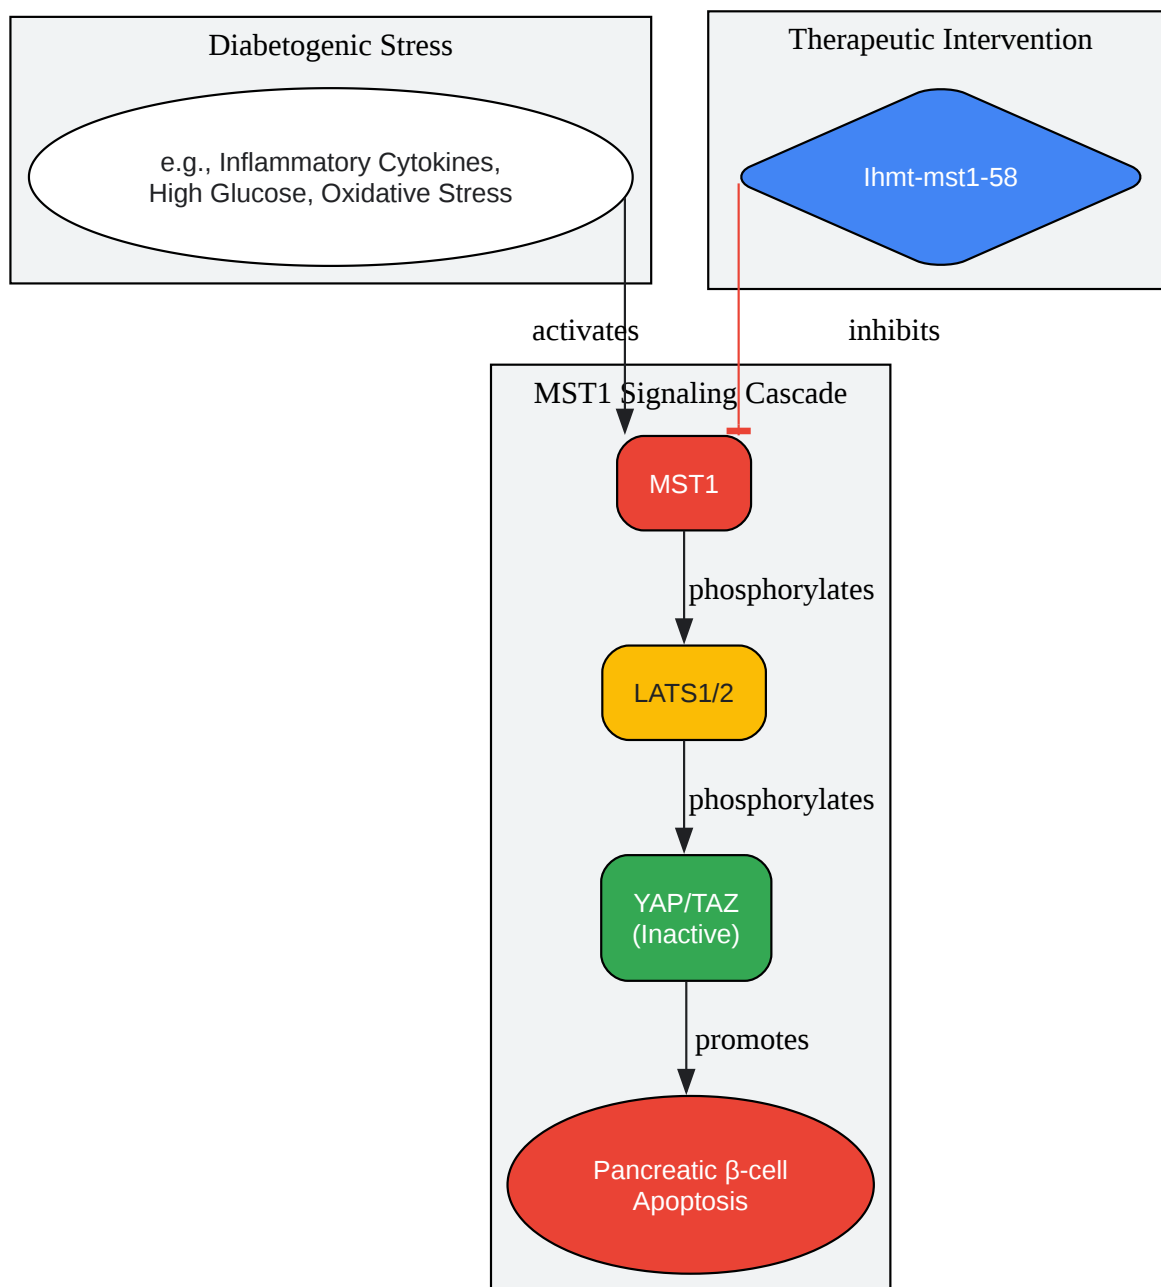 Diabetogenic Stress
e.g., Inflammatory Cytokines,
High Glucose, Oxidative Stress
Therapeutic Intervention
Ihmt-mst1-58
activates
inhibits
MST1 Signaling Cascade
MST1
phosphorylates
LATS1/2
phosphorylates
YAP/TAZ
(Inactive)
promotes
Pancreatic β-cell
Apoptosis